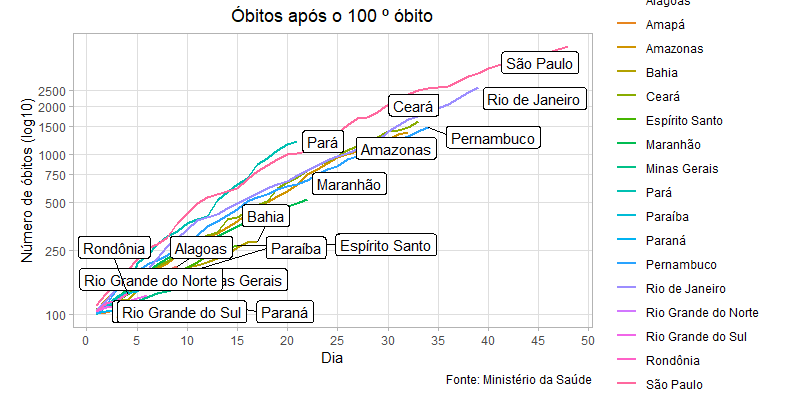 Óbitos após o 100 º óbito
Número de óbitos (log10)
2500
2000
1500
1000
750
500
250
100
São Paulo
Rio de Janeiro
Ceará
Pernambuco
Pará
Amazonas
Maranhão
Bahia
Rondônia
Alagoas
Paraíba
Espírito Santo
Rio Grande do Norte
as Gerais
Rio Grande do Sul
Paraná
0
5
10
15
20
25
30
35
40
45
50
Dia
Fonte: Ministério da Saúde
Alagoas
Amapá
Amazonas
Bahia
Ceará
Espírito Santo
Maranhão
Minas Gerais
Pará
Paraíba
Paraná
Pernambuco
Rio de Janeiro
Rio Grande do Norte
Rio Grande do Sul
Rondônia
São Paulo